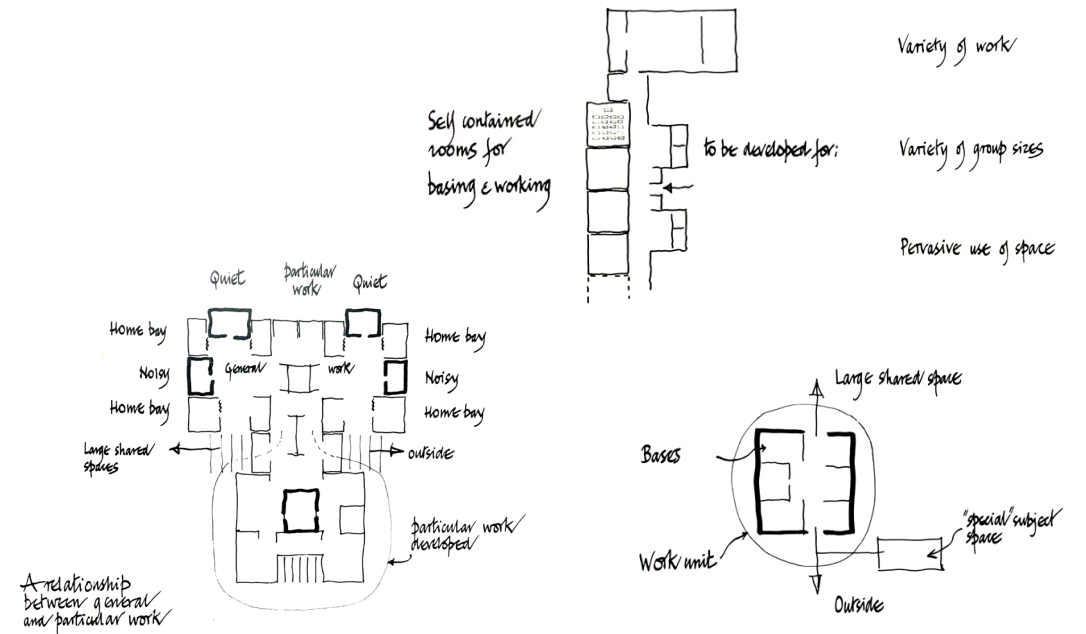 Variety of work
Self contained
rooms for
basing & working
to be developed for;
Variety of group sizes
Pervasive use of space
Quiet
particular
work
Quiet
Home bay
Home bay
Noisy
General
work
Noisy
Home bay
Home bay
Large shared
spaces
outside
particular work
developed
A relationship
between general
and particular work
Large shared space
Bases
"special" subject
space
Work unit
Outside